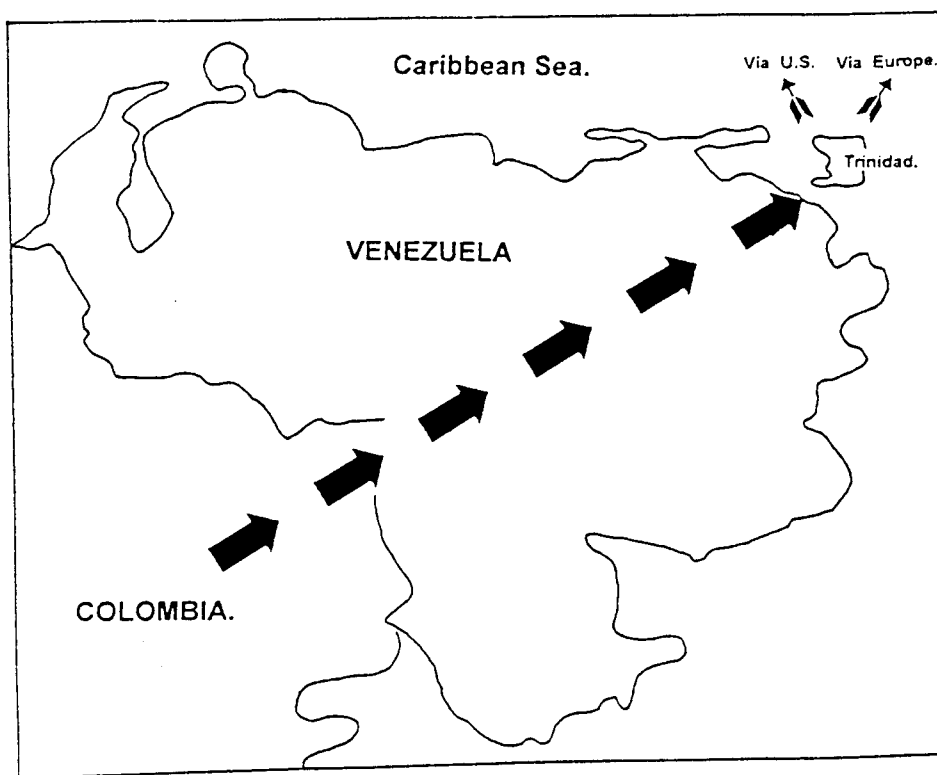 Caribbean Sea.
Via U.S. Via Europe.
Trinidad.
VENEZUELA
COLOMBIA.